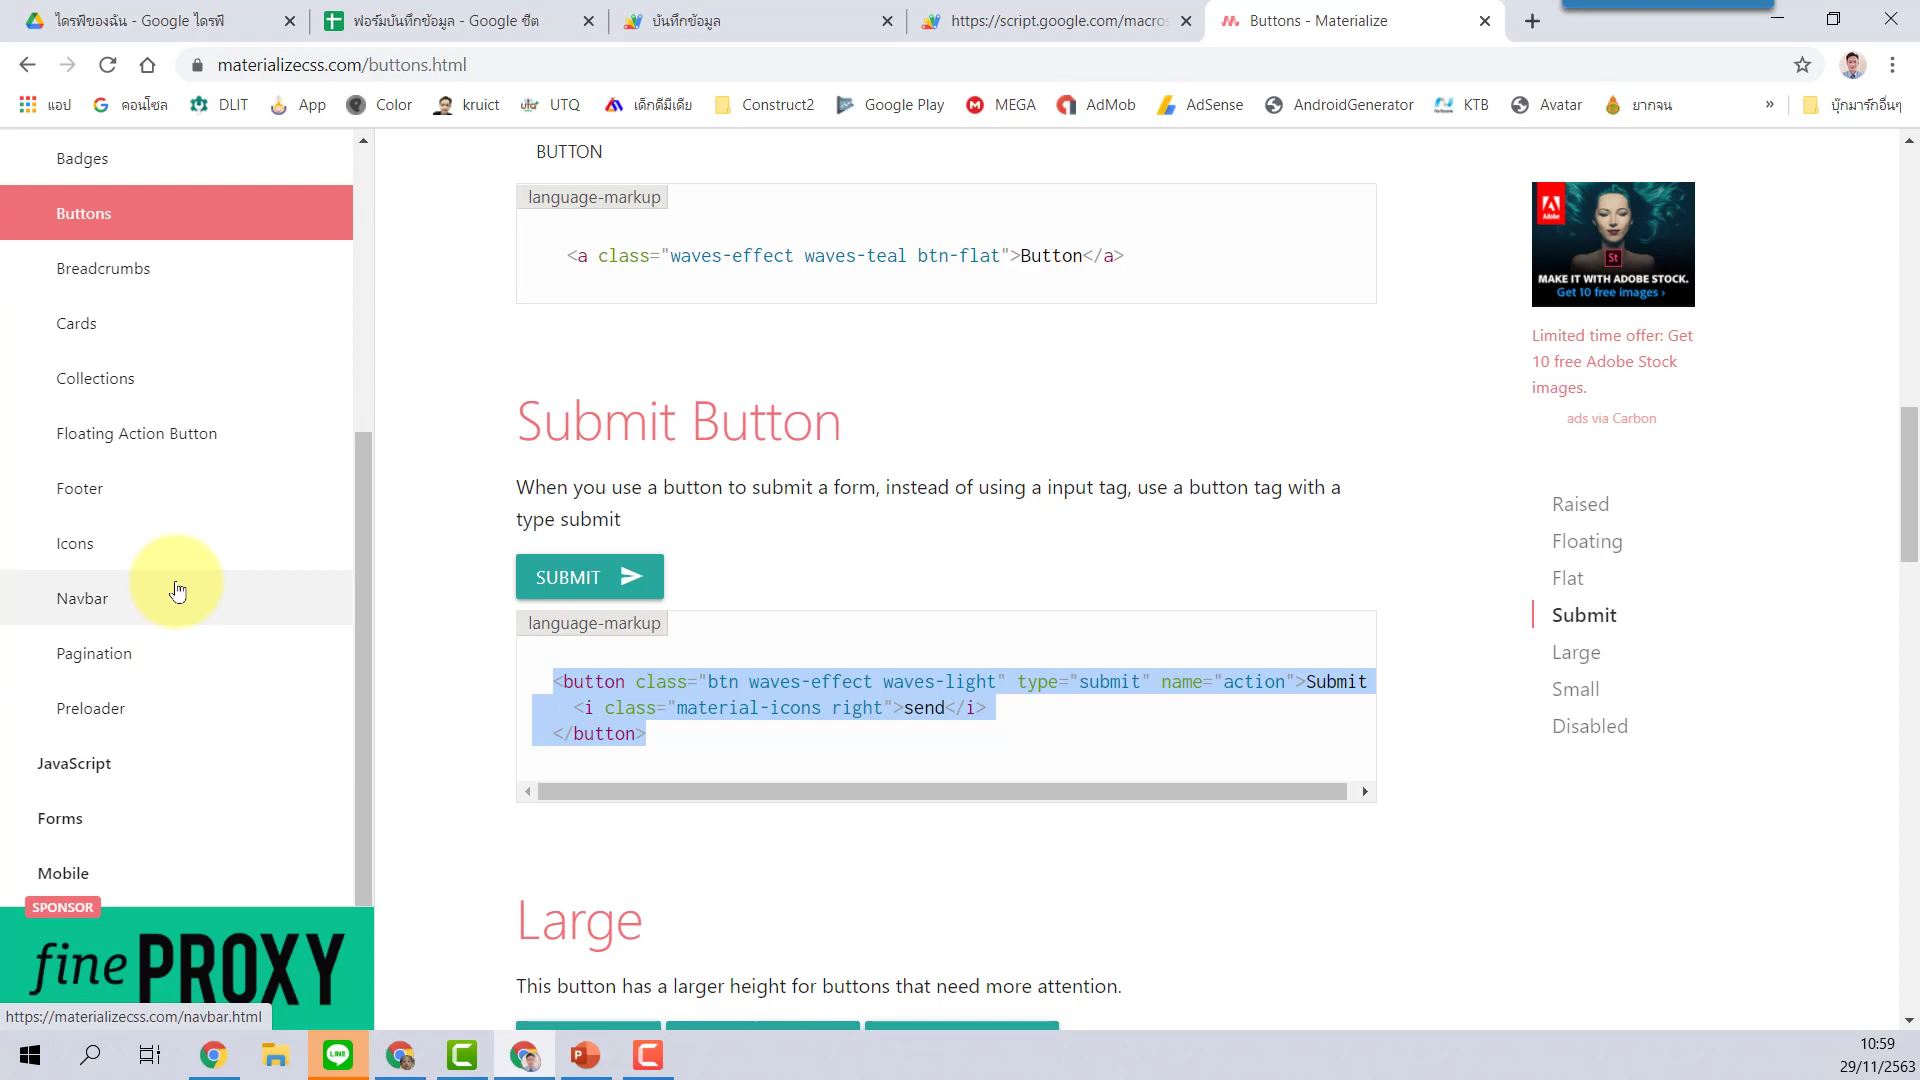 ไดรฟ์ของฉัน - Google ไดรฟ์
ฟอร์มบันทึกข้อมูล - Google ชีต
บันทึกข้อมูล
https://script.google.com/macros
Buttons - Materialize
materializecss.com/buttons.html
แอป
คอนโซล
DLIT
App
Color
kruict
UTQ
เด็กดีมีเดีย
Construct2
Google Play
MEGA
AdMob
AdSense
AndroidGenerator
KTB
Avatar
ยากจน
»
บุ๊กมาร์กอื่นๆ
Badges
Buttons
Breadcrumbs
Cards
Collections
Floating Action Button
Footer
Icons
Navbar
Pagination
Preloader
JavaScript
Forms
Mobile
SPONSOR
fine PROXY
https://materializecss.com/navbar.html
BUTTON
language-markup
<a class="waves-effect waves-teal btn-flat">Button</a>
Submit Button
When you use a button to submit a form, instead of using a input tag, use a button tag with a
type submit
SUBMIT
language-markup
<button class="btn waves-effect waves-light" type="submit" name="action">Submit
<i class="material-icons right">send</i>
</button>
Large
This button has a larger height for buttons that need more attention.
Adobe
St
MAKE IT WITH ADOBE STOCK.
Get 10 free images ›
Limited time offer: Get
10 free Adobe Stock
images.
ads via Carbon
Raised
Floating
Flat
Submit
Large
Small
Disabled
LINE
10:59
29/11/2563